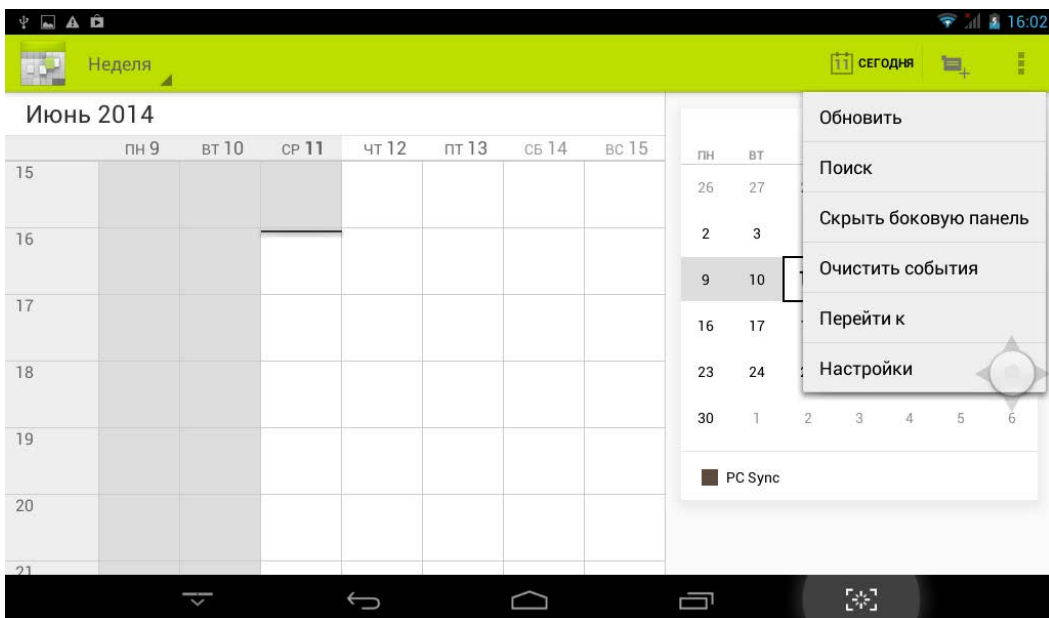 16:02
Неделя
11 СЕГОДНЯ
Июнь 2014
ПН 9 ВТ 10 СР 11 ЧТ 12 ПТ 13 СБ 14 ВС 15
15
16
17
18
19
20
21
ПН ВТ
26 27
2 3
9 10
16 17
23 24
30 1 2 3 4 5 6
PC Sync
Обновить
Поиск
Скрыть боковую панель
Очистить события
Перейти к
Настройки